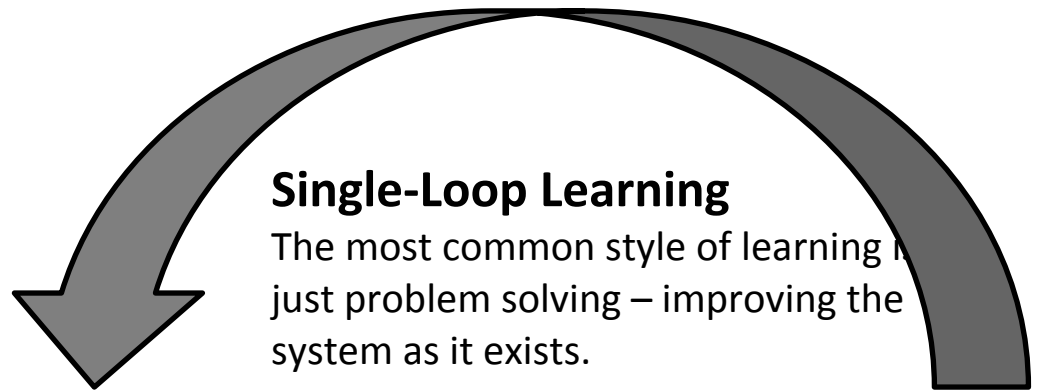 Single-Loop Learning
The most common style of learning
just problem solving – improving the
system as it exists.